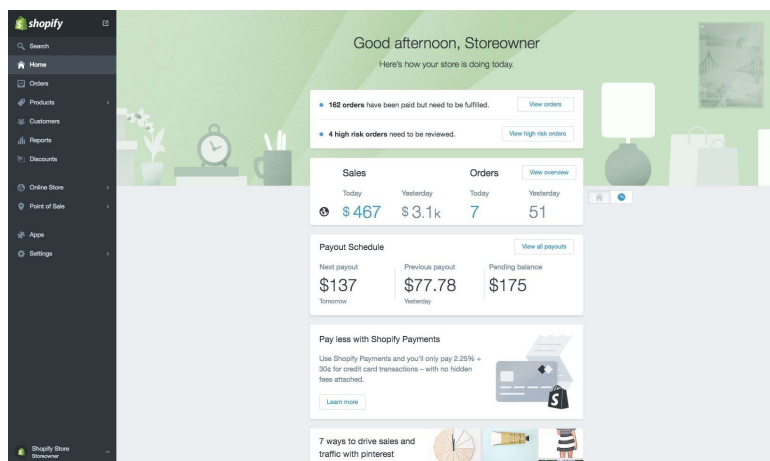 shopify
Search
Home
Orders
Products
Customers
Reports
Discounts
Online Store
Point of Sale
Apps
Settings
Shopify Store
Storeowner
Good afternoon, Storeowner
Here's how your store is doing today.
162 orders have been paid but need to be fulfilled.
View orders
4 high risk orders need to be reviewed.
View high risk orders
Sales
Orders
View overview
Today
Yesterday
Today
Yesterday
$ 467
$ 3.1k
7
51
Payout Schedule
View all payouts
Next payout
Previous payout
Pending balance
$137
$77.78
$175
Tomorrow
Yesterday
Pay less with Shopify Payments
Use Shopify Payments and you'll only pay 2.25% +
30¢ for credit card transactions – with no hidden
fees attached.
Learn more
7 ways to drive sales and
traffic with pinterest